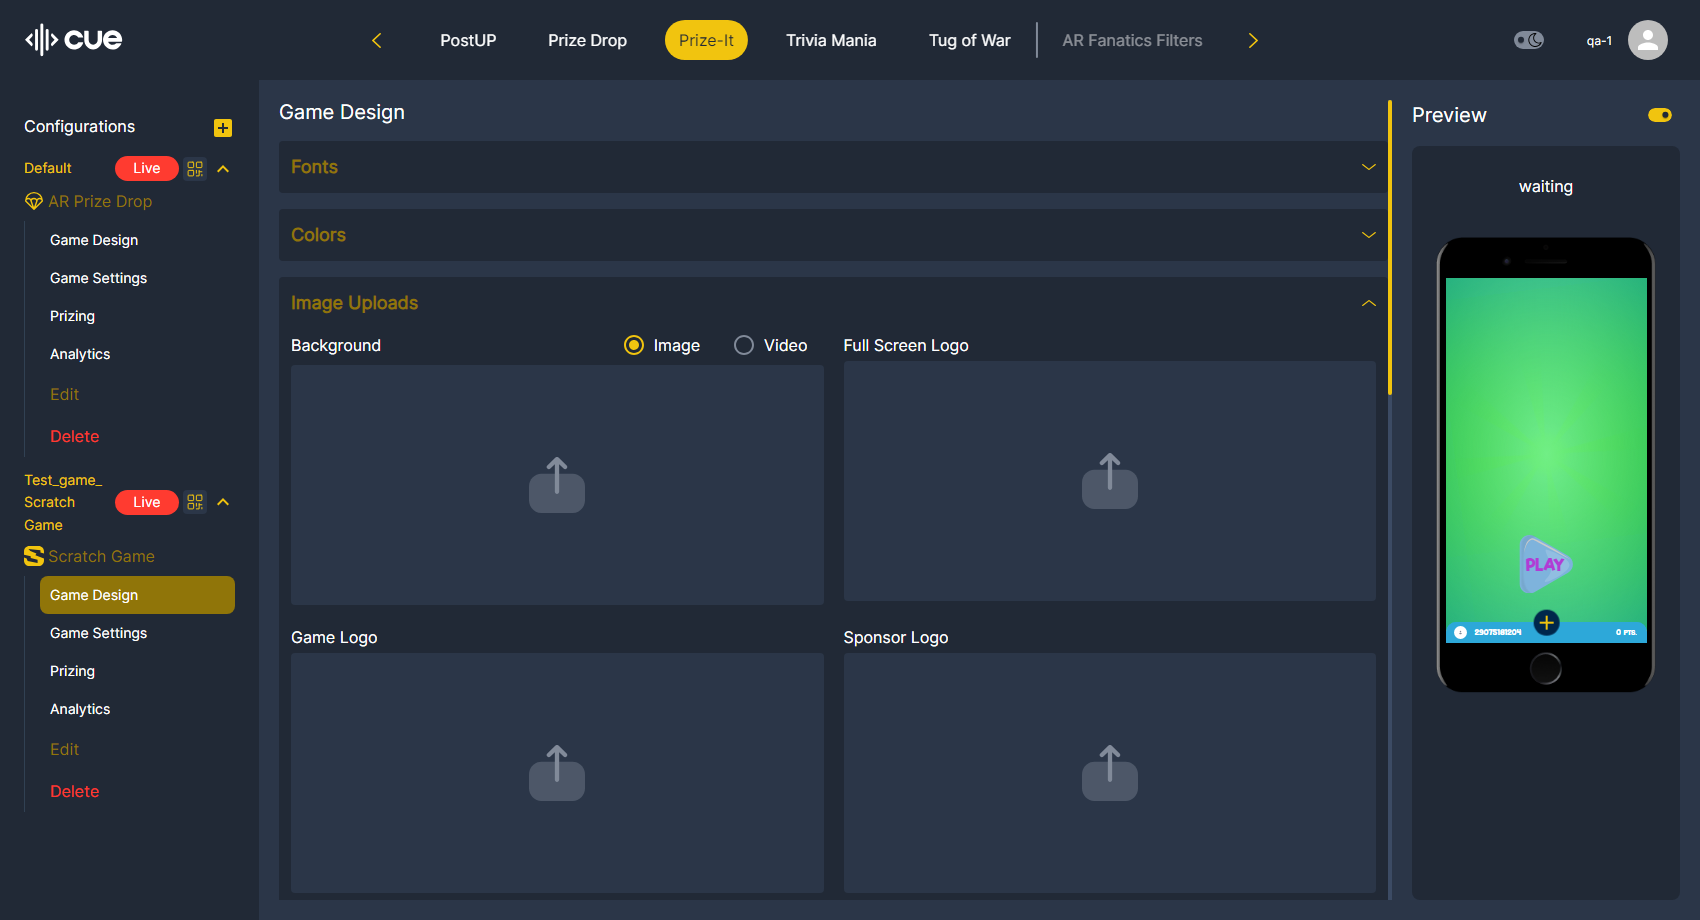 cue
PostUP
Prize Drop
Prize-It
Trivia Mania
Tug of War
AR Fanatics Filters
qa-1
Configurations
Default
Live
AR Prize Drop
Game Design
Game Settings
Prizing
Analytics
Edit
Delete
Test_game_
Scratch
Game
Live
Scratch Game
Game Design
Game Settings
Prizing
Analytics
Edit
Delete
Game Design
Fonts
Colors
Image Uploads
Background
Image
Video
Full Screen Logo
Game Logo
Sponsor Logo
Preview
waiting
PLAY
29075181204
0 PTS.